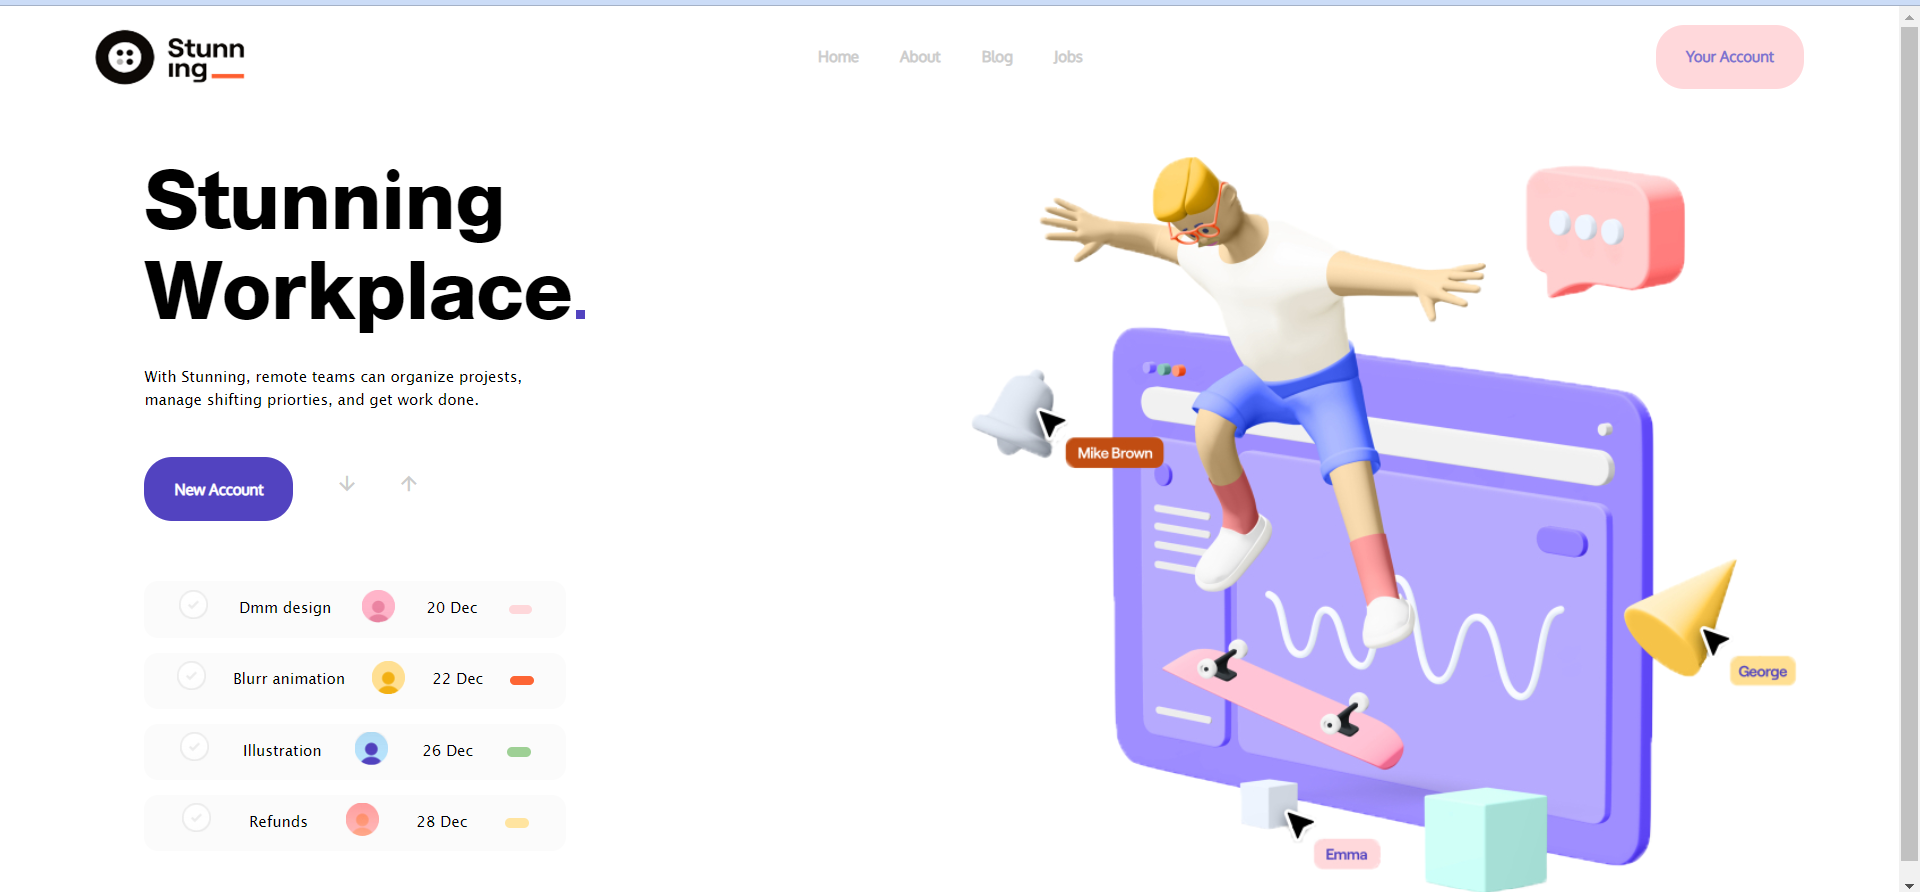 Stunn
ing
Home About Blog Jobs
Your Account
Stunning
Workplace.
With Stunning, remote teams can organize projests,
manage shifting priorties, and get work done.
New Account
Dmm design 20 Dec
Blurr animation 22 Dec
Illustration 26 Dec
Refunds 28 Dec
Mike Brown
George
Emma